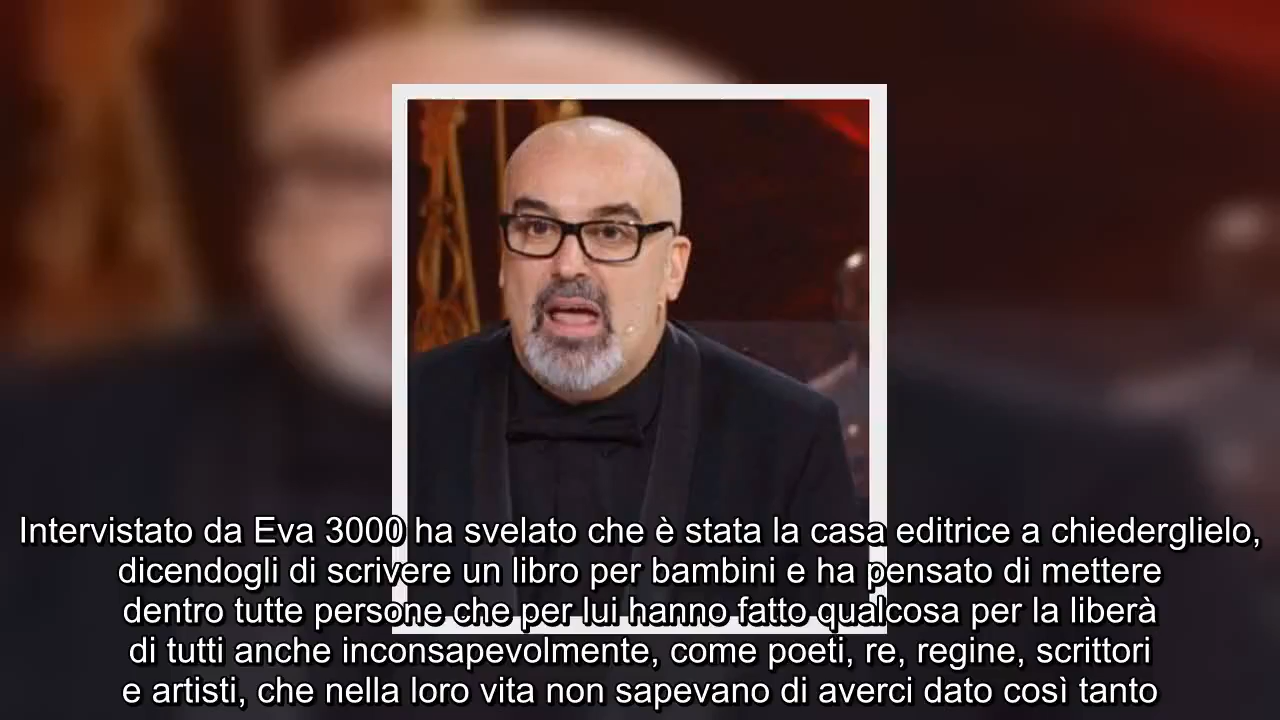 Intervistato da Eva 3000 ha svelato che è stata la casa editrice a chiederglielo,
dicendogli di scrivere un libro per bambini e ha pensato di mettere
dentro tutte persone che per lui hanno fatto qualcosa per la liberà
di tutti anche inconsapevolmente, come poeti, re, regine, scrittori
e artisti, che nella loro vita non sapevano di averci dato così tanto